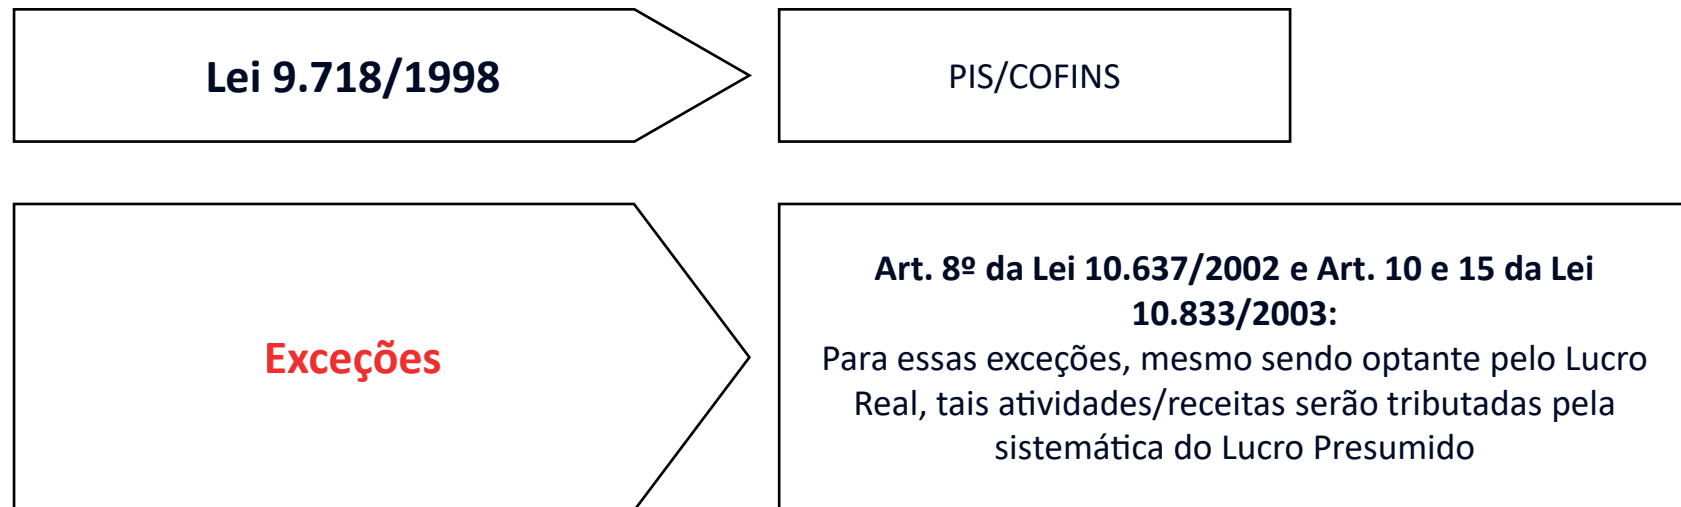 Lei 9.718/1998
PIS/COFINS
Exceções
Art. 8º da Lei 10.637/2002 e Art. 10 e 15 da Lei
10.833/2003:
Para essas exceções, mesmo sendo optante pelo Lucro
Real, tais atividades/receitas serão tributadas pela
sistemática do Lucro Presumido